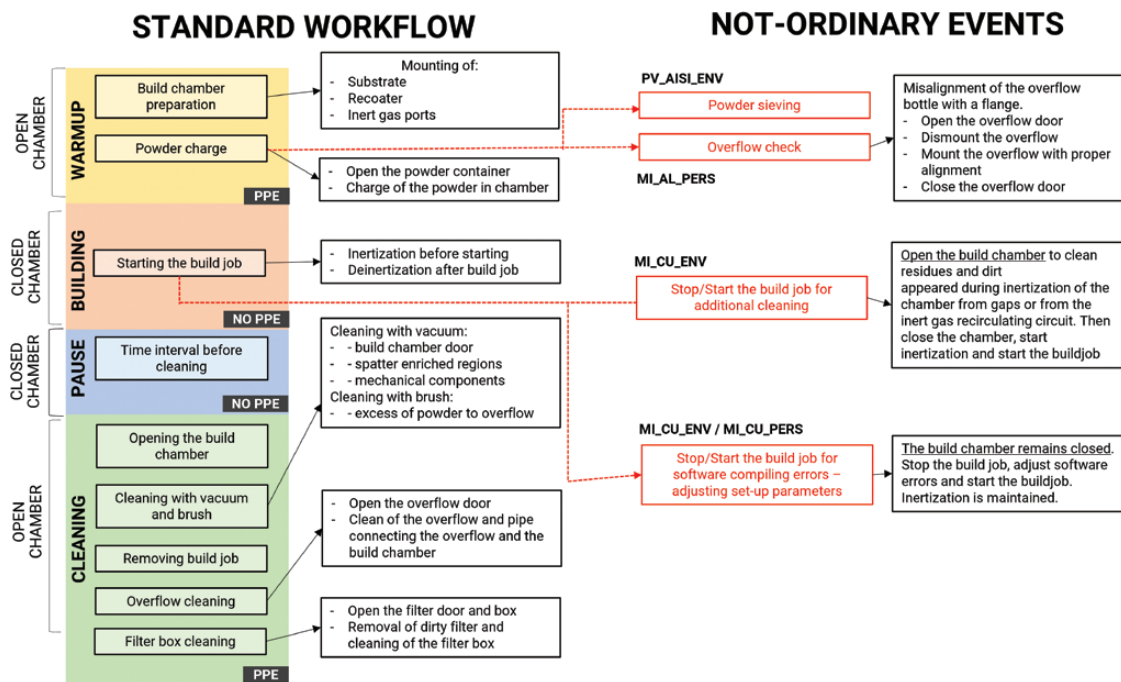 STANDARD WORKFLOW
NOT-ORDINARY EVENTS
OPEN
CHAMBER
WARMUP
Build chamber
preparation
Powder charge
PPE
Mounting of:
- Substrate
- Recoater
- Inert gas ports
- Open the powder container
- Charge of the powder in chamber
PV_AISI_ENV
Powder sieving
Overflow check
MI_AL_PERS
Misalignment of the overflow
bottle with a flange.
- Open the overflow door
- Dismount the overflow
- Mount the overflow with proper
alignment
- Close the overflow door
CLOSED
CHAMBER
BUILDING
Starting the build job
NO PPE
- Inertization before starting
- Deinertization after build job
MI_CU_ENV
Stop/Start the build job for
additional cleaning
Open the build chamber to clean
residues and dirt
appeared during inertization of the
chamber from gaps or from the
inert gas recirculating circuit. Then
close the chamber, start
inertization and start the buildjob
CLOSED
CHAMBER
PAUSE
Time interval before
cleaning
NO PPE
Cleaning with vacuum:
- - build chamber door
- - spatter enriched regions
- - mechanical components
Cleaning with brush:
- - excess of powder to overflow
MI_CU_ENV / MI_CU_PERS
Stop/Start the build job for
software compiling errors –
adjusting set-up parameters
The build chamber remains closed.
Stop the build job, adjust software
errors and start the buildjob.
Inertization is maintained.
OPEN
CHAMBER
CLEANING
Opening the build
chamber
Cleaning with vacuum
and brush
Removing build job
Overflow cleaning
Filter box cleaning
PPE
- Open the overflow door
- Clean of the overflow and pipe
connecting the overflow and the
build chamber
- Open the filter door and box
- Removal of dirty filter and
cleaning of the filter box